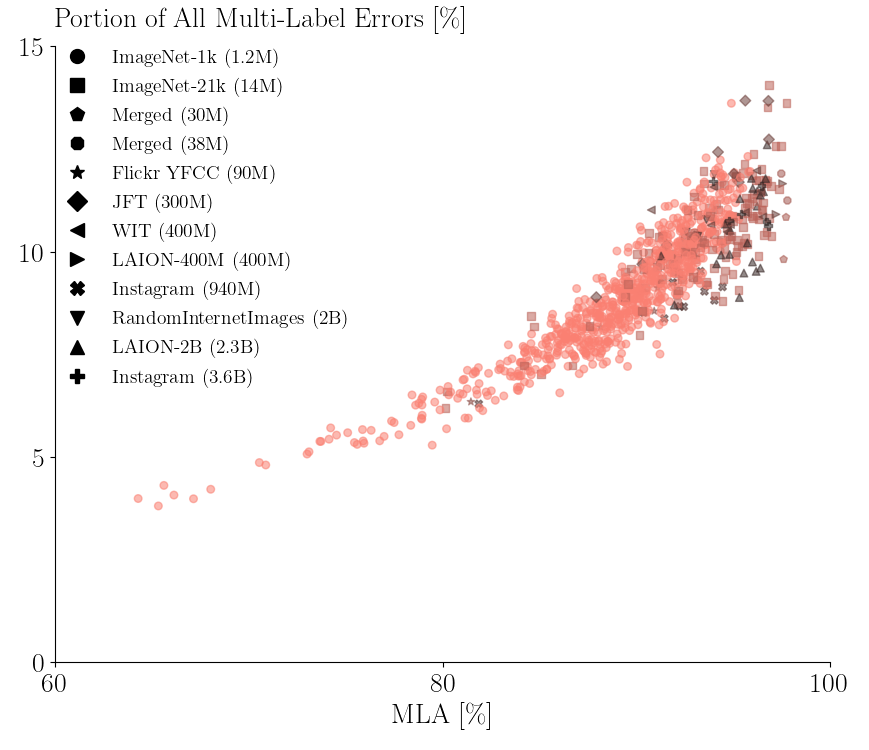 Portion of All Multi-Label Errors [%]
15
ImageNet-1k (1.2M)
ImageNet-21k (14M)
Merged (30M)
Merged (38M)
Flickr YFCC (90M)
JFT (300M)
WIT (400M)
LAION-400M (400M)
Instagram (940M)
RandomInternetImages (2B)
LAION-2B (2.3B)
Instagram (3.6B)
10
5
0
60 80 100
MLA [%]